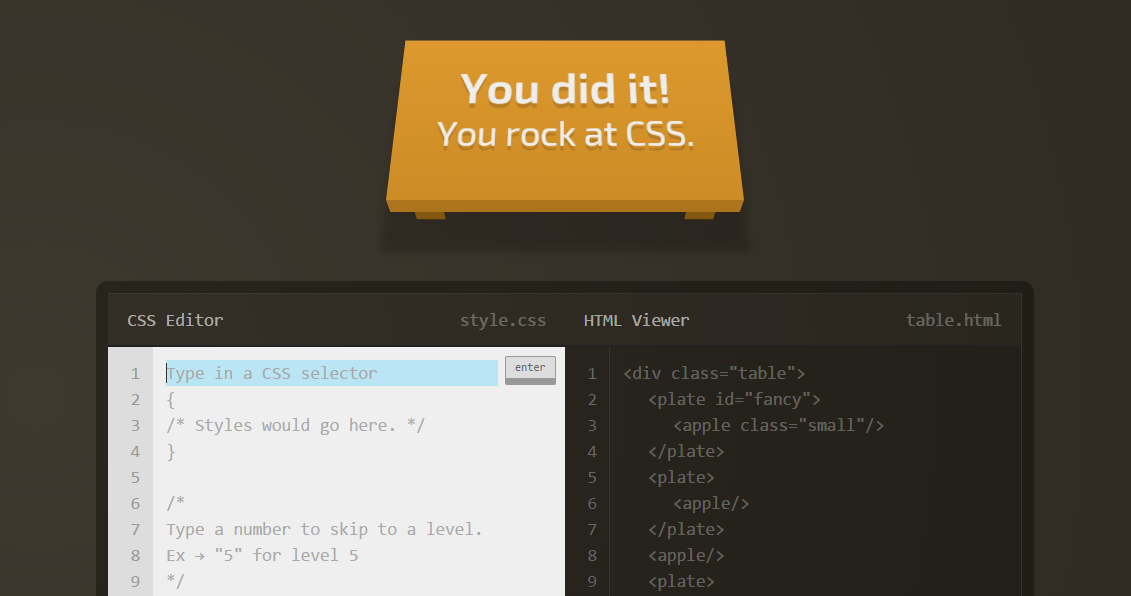 You did it!
You rock at CSS.
CSS Editor
style.css
HTML Viewer
table.html
1 Type in a CSS selector
enter
2 {
3 /* Styles would go here. */
4 }
5
6 /*
7 Type a number to skip to a level.
8 Ex → "5" for level 5
9 */
1 <div class="table">
2 <plate id="fancy">
3 <apple class="small"/>
4 </plate>
5 <plate>
6 <apple/>
7 </plate>
8 <apple/>
9 <plate>